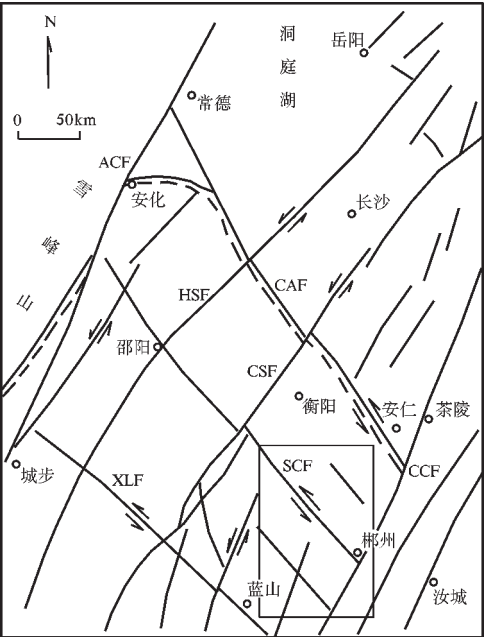 N
0 50km
洞庭湖
岳阳
常德
ACF
安化
雪峰山
长沙
HSF
CAF
邵阳
CSF
衡阳
安仁
茶陵
城步
XLF
SCF
CCF
郴州
蓝山
汝城